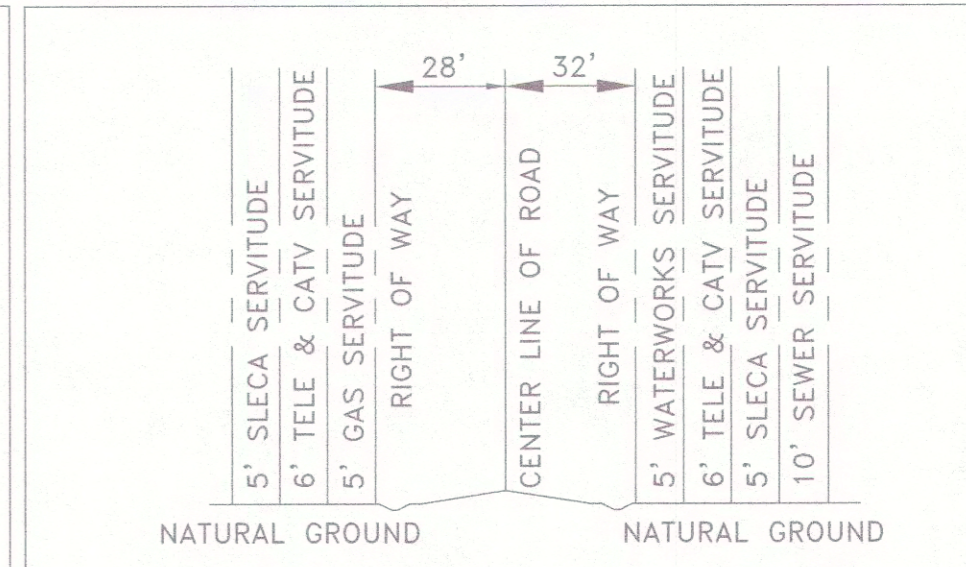 28'
32'
5' SLECA SERVITUDE
6' TELE & CATV SERVITUDE
5' GAS SERVITUDE
RIGHT OF WAY
CENTER LINE OF ROAD
RIGHT OF WAY
5' WATERWORKS SERVITUDE
6' TELE & CATV SERVITUDE
5' SLECA SERVITUDE
10' SEWER SERVITUDE
NATURAL GROUND
NATURAL GROUND